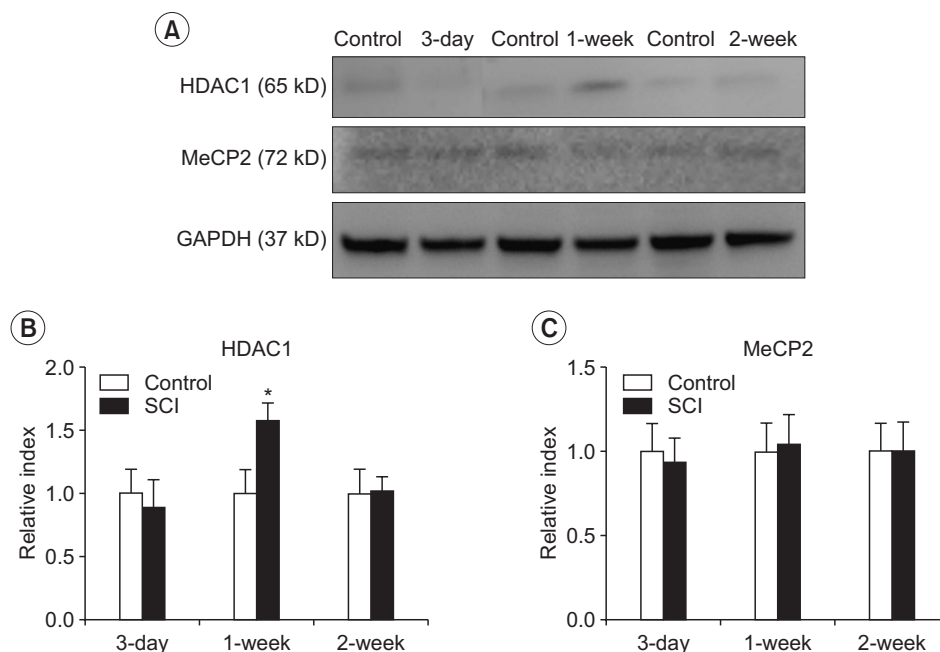 A
Control 3-day Control 1-week Control 2-week
HDAC1 (65 kD)
MeCP2 (72 kD)
GAPDH (37 kD)
B
HDAC1
Control
SCI
*
Relative index
2.0
1.5
1.0
0.5
0.0
3-day 1-week 2-week
C
MeCP2
Control
SCI
Relative index
1.5
1.0
0.5
0.0
3-day 1-week 2-week